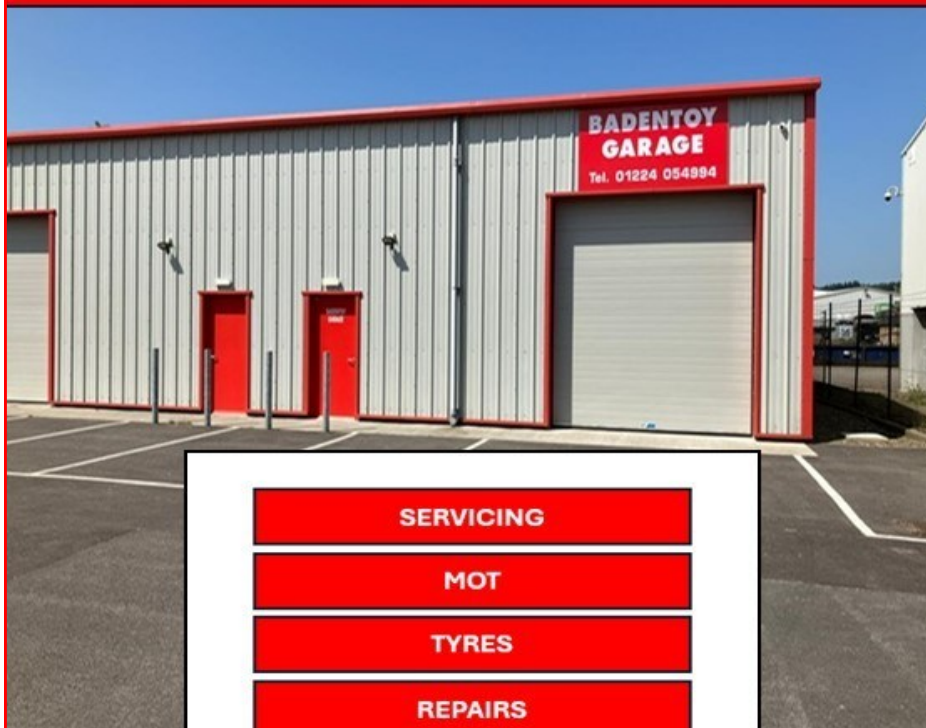 BADENTOY
GARAGE
Tel. 01224 054994
SERVICING
MOT
TYRES
REPAIRS